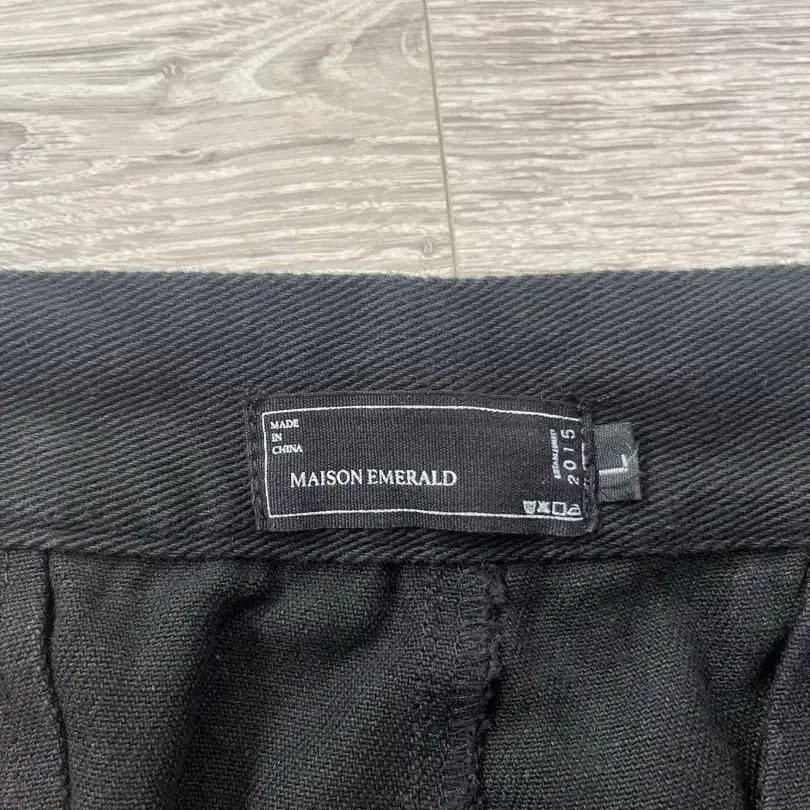 MADE
IN
CHINA
MAISON EMERALD
ESTABLISHED
2015
L